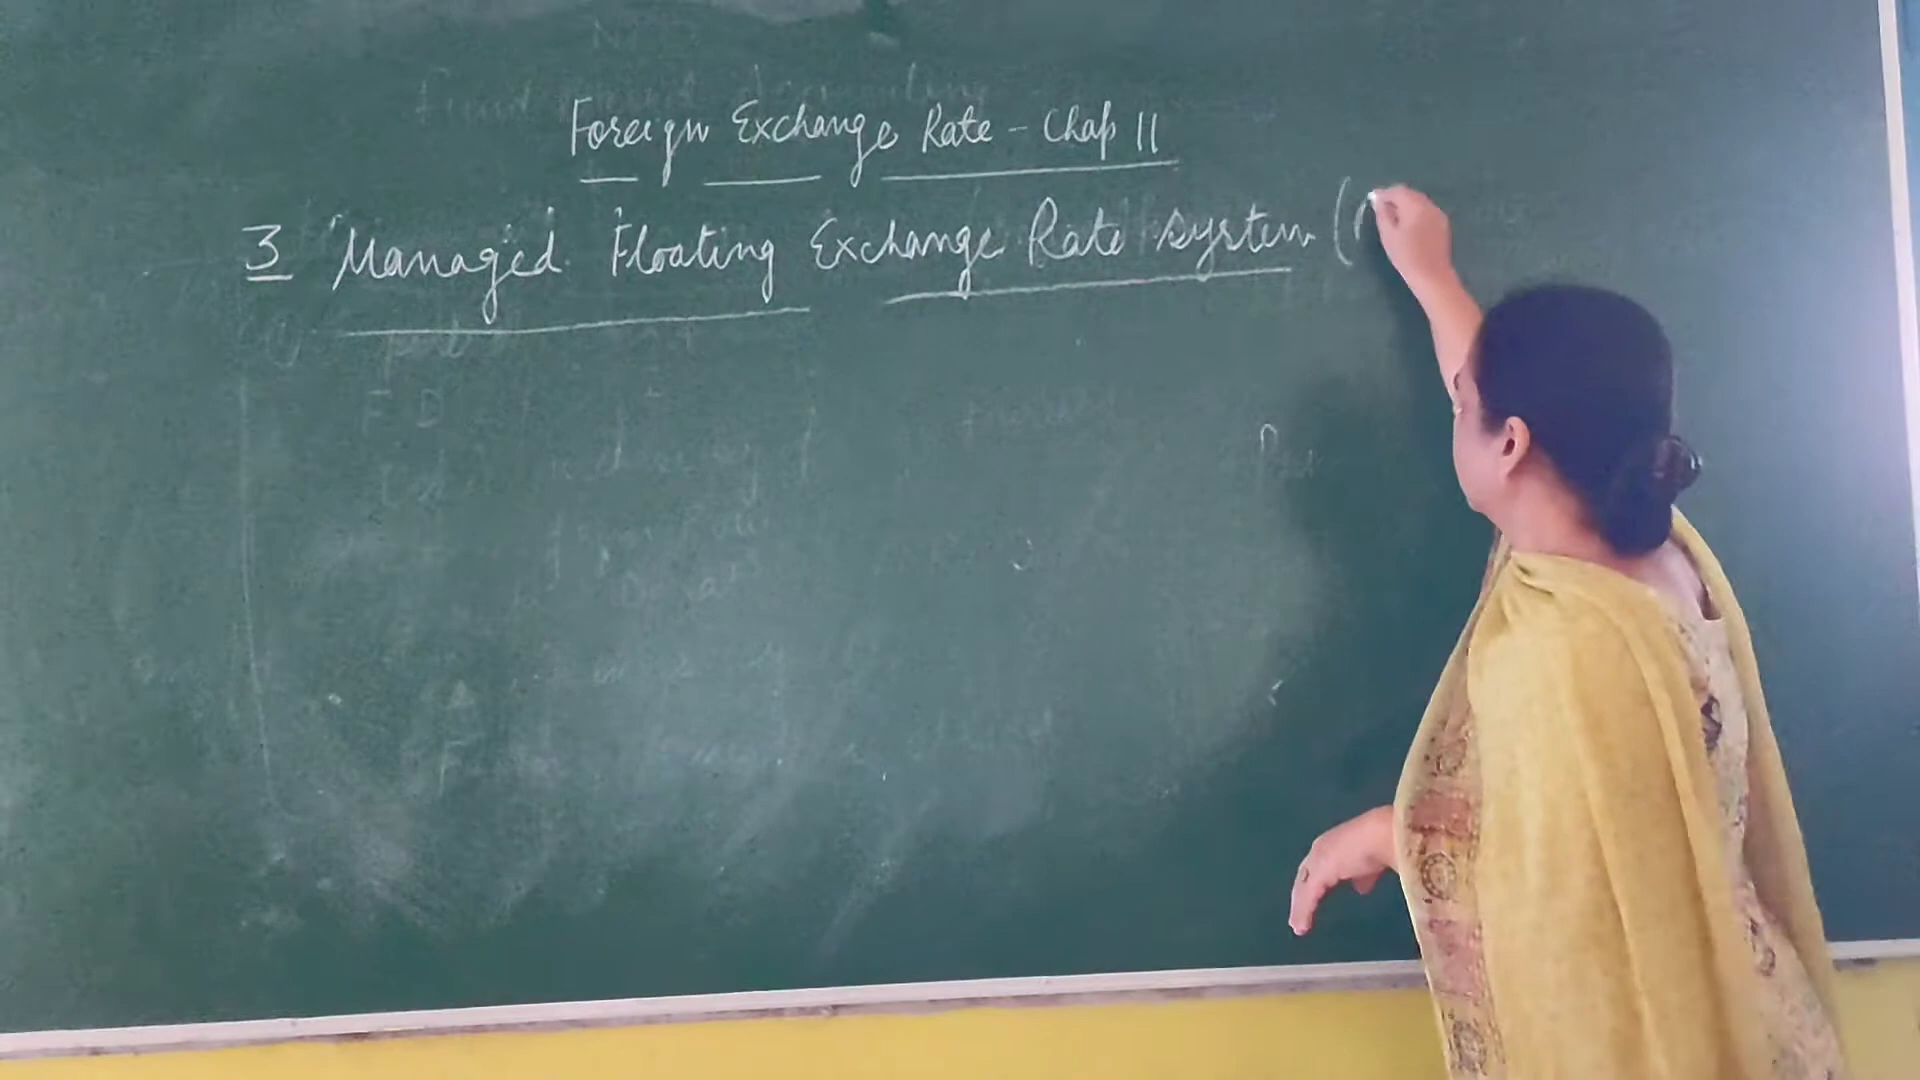 Foreign Exchange Rate - Chap 11
3 Managed Floating Exchange Rate System (